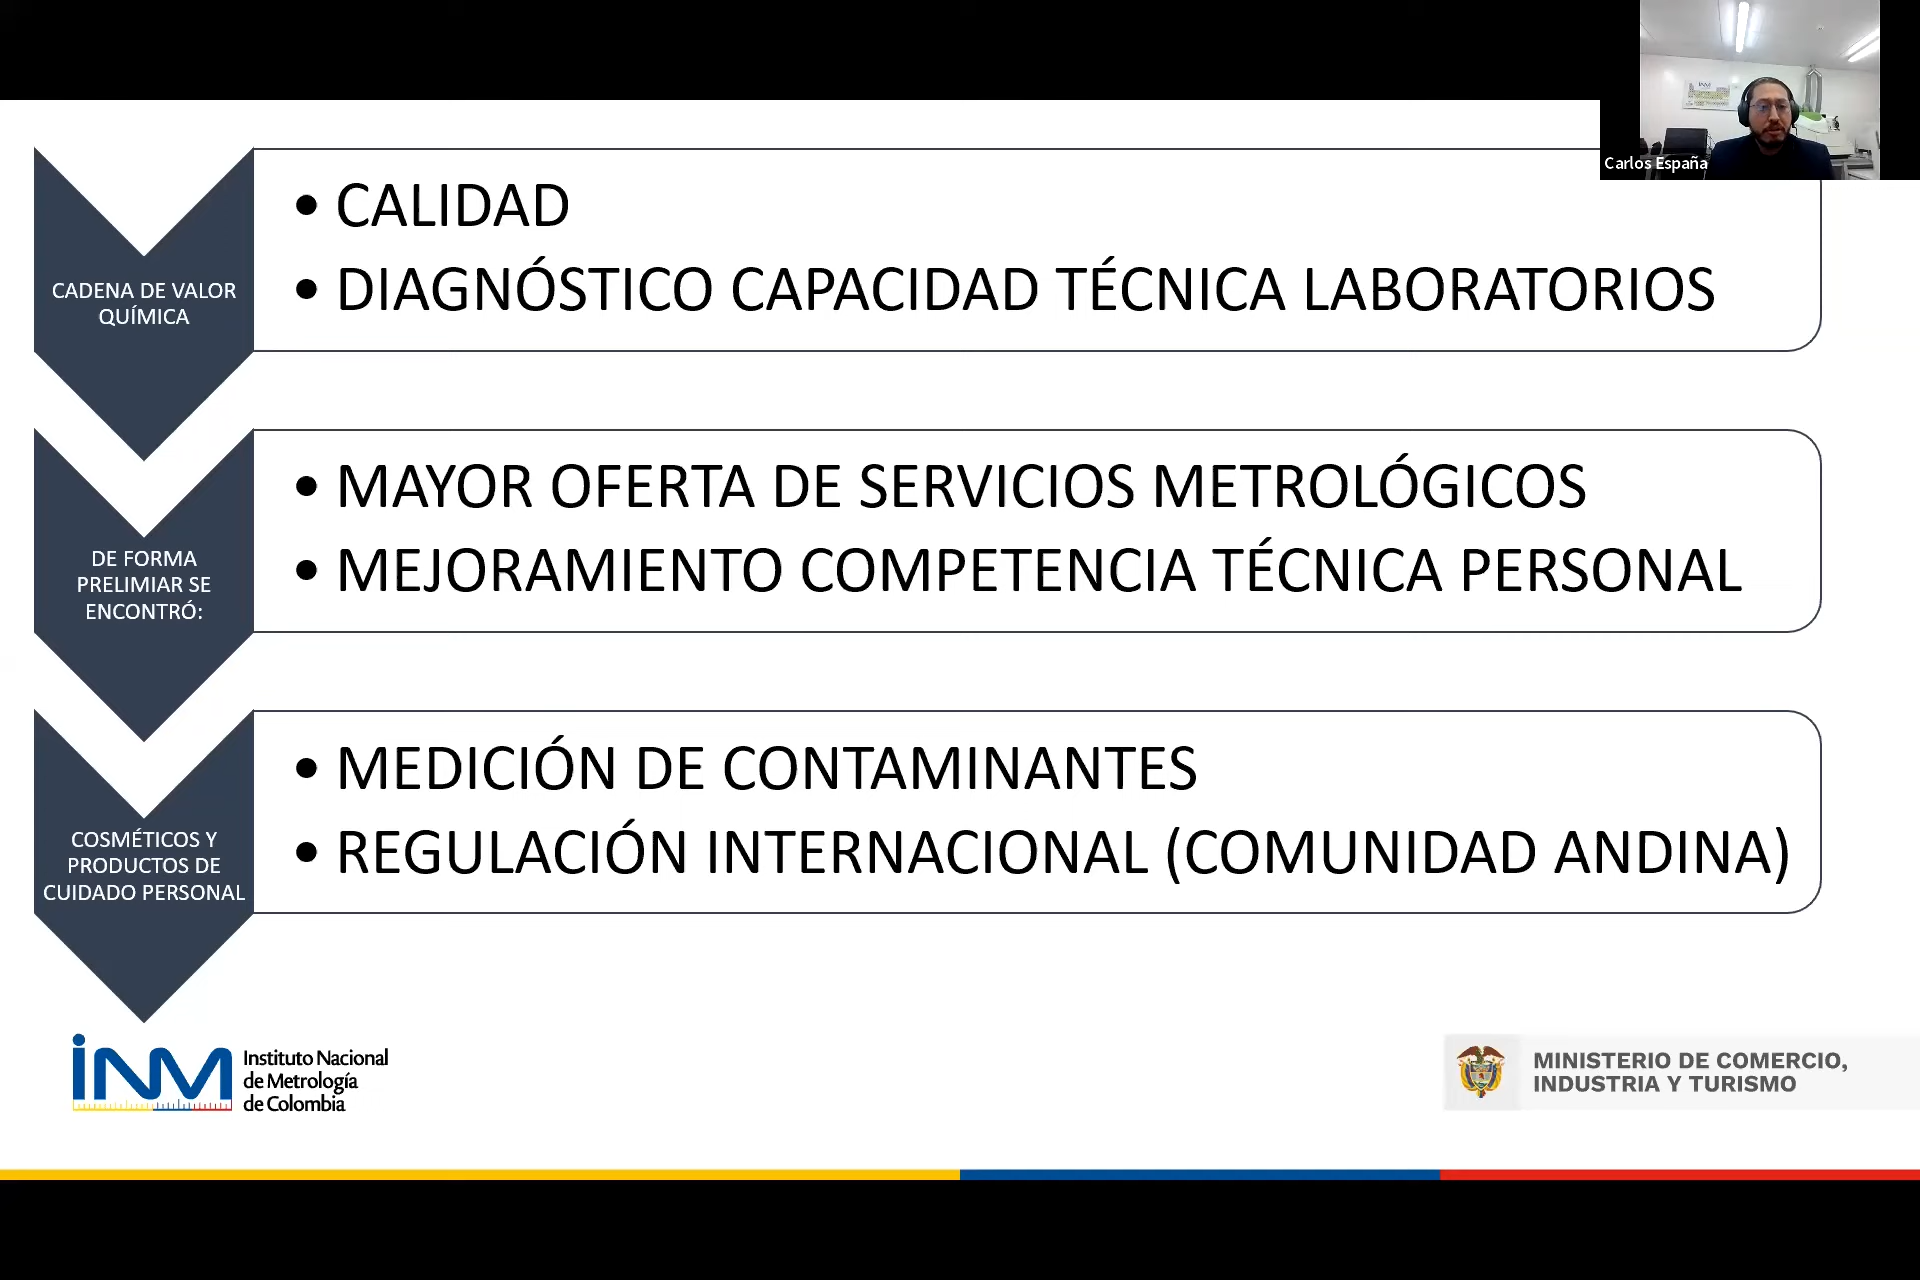 Carlos España
CADENA DE VALOR
QUÍMICA
• CALIDAD
• DIAGNÓSTICO CAPACIDAD TÉCNICA LABORATORIOS
DE FORMA
PRELIMIAR SE
ENCONTRÓ:
• MAYOR OFERTA DE SERVICIOS METROLÓGICOS
• MEJORAMIENTO COMPETENCIA TÉCNICA PERSONAL
COSMÉTICOS Y
PRODUCTOS DE
CUIDADO PERSONAL
• MEDICIÓN DE CONTAMINANTES
• REGULACIÓN INTERNACIONAL (COMUNIDAD ANDINA)
iNM
Instituto Nacional
de Metrología
de Colombia
MINISTERIO DE COMERCIO,
INDUSTRIA Y TURISMO